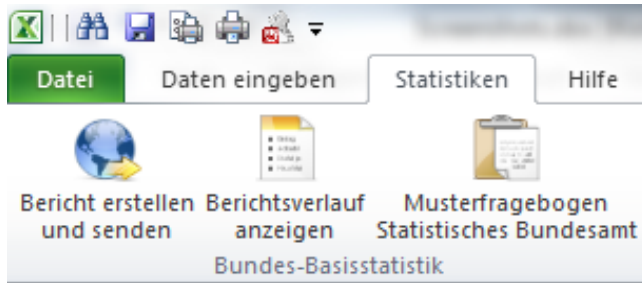 Datei Daten eingeben Statistiken Hilfe
Bericht erstellen und senden
Berichtsverlauf anzeigen
Musterfragebogen Statistisches Bundesamt
Bundes-Basisstatistik